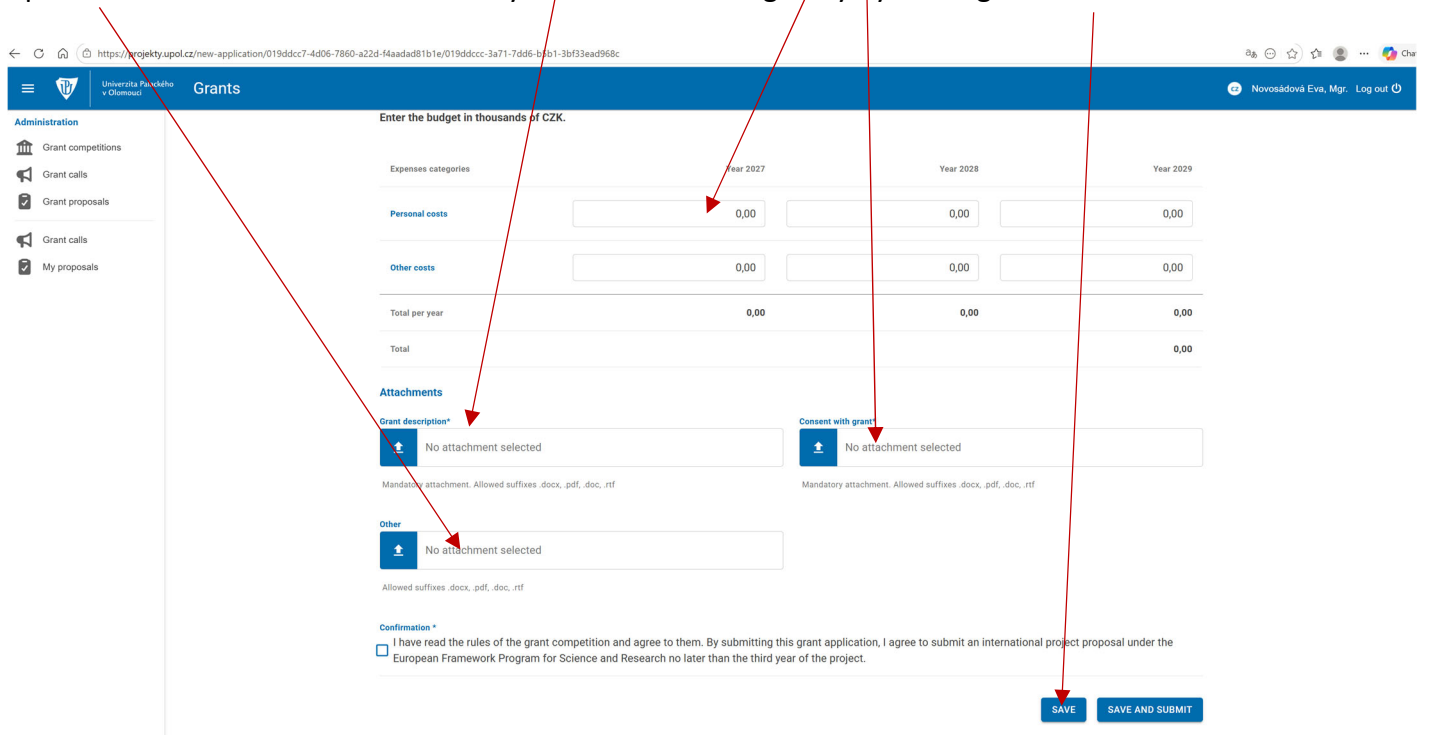 https://projekty.upol.cz/new-application/019ddcc7-4d06-7860-a22d-f4aadad81b1e/019ddccc-3a71-7dd6-b5b1-3bf33ead968c
Cha
Univerzita Palackého
v Olomouci
Grants
CZ
Novosádová Eva, Mgr. Log out
Administration
Grant competitions
Grant calls
Grant proposals
Grant calls
My proposals
Enter the budget in thousands of CZK.
Expenses categories Year 2027 Year 2028 Year 2029
Personal costs 0,00 0,00 0,00
Other costs 0,00 0,00 0,00
Total per year 0,00 0,00 0,00
Total 0,00
Attachments
Grant description* Consent with grant*
No attachment selected No attachment selected
Mandatory attachment. Allowed suffixes .docx, .pdf, .doc, .rtf Mandatory attachment. Allowed suffixes .docx, .pdf, .doc, .rtf
Other
No attachment selected
Allowed suffixes .docx, .pdf, .doc, .rtf
Confirmation *
I have read the rules of the grant competition and agree to them. By submitting this grant application, I agree to submit an international project proposal under the
European Framework Program for Science and Research no later than the third year of the project.
SAVE SAVE AND SUBMIT